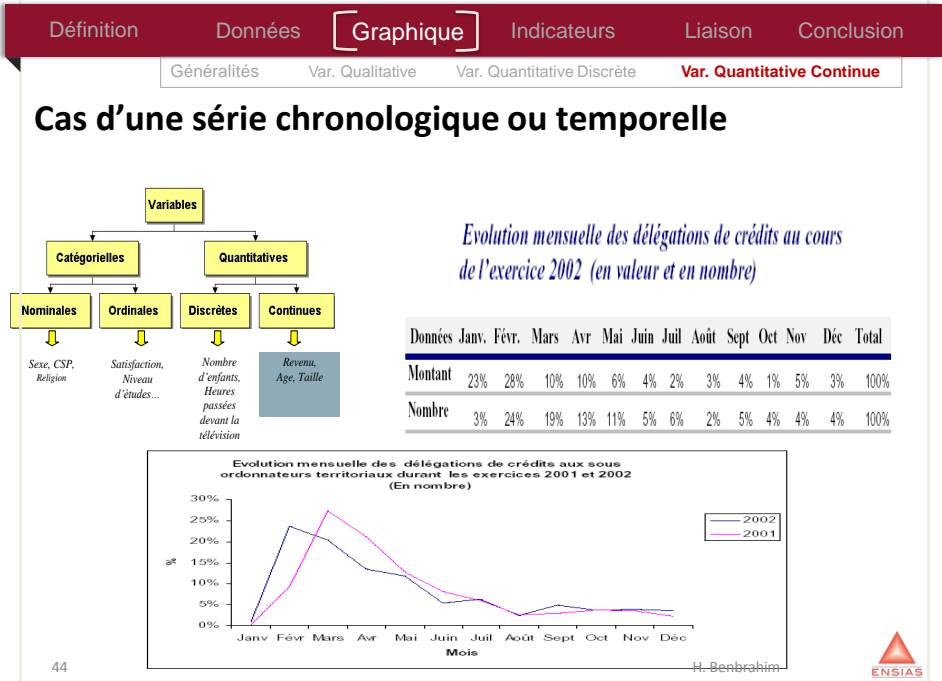 Définition Données Graphique Indicateurs Liaison Conclusion
Généralités Var. Qualitative Var. Quantitative Discrète Var. Quantitative Continue
Cas d'une série chronologique ou temporelle
Variables
Catégorielles Quantitatives
Nominales Ordinales Discrètes Continues
Sexe, CSP,
Religion
Satisfaction,
Niveau
d'études…
Nombre
d'enfants,
Heures
passées
devant la
télévision
Revenu,
Age, Taille
Evolution mensuelle des délégations de crédits au cours
de l'exercice 2002 (en valeur et en nombre)
Données Janv. Févr. Mars Avr Mai Juin Juil Août Sept Oct Nov Déc Total
Montant 23% 28% 10% 10% 6% 4% 2% 3% 4% 1% 5% 3% 100%
Nombre 3% 24% 19% 13% 11% 5% 6% 2% 5% 4% 4% 4% 100%
Evolution mensuelle des délégations de crédits aux sous
ordonnateurs territoriaux durant les exercices 2001 et 2002
(En nombre)
30%
25%
20%
15%
10%
5%
0%
%
2002
2001
Janv Févr Mars Avr Mai Juin Juil Août Sept Oct Nov Déc
Mois
44 H. Benbrahim
ENSIAS